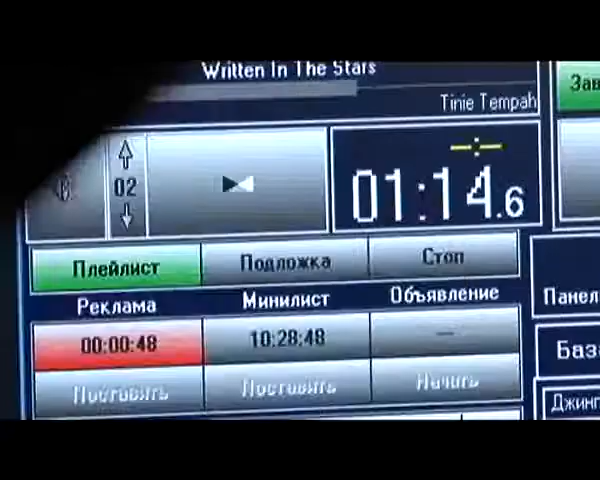 Written In The Stars
Tinie Tempah
Зав
02
-:-
01:14.6
Плейлист Подложка Стоп
Реклама Минилист Объявление
Панел
00:00:48 10:28:48 —
Баз
Поставить Поставить Начать
Джинг